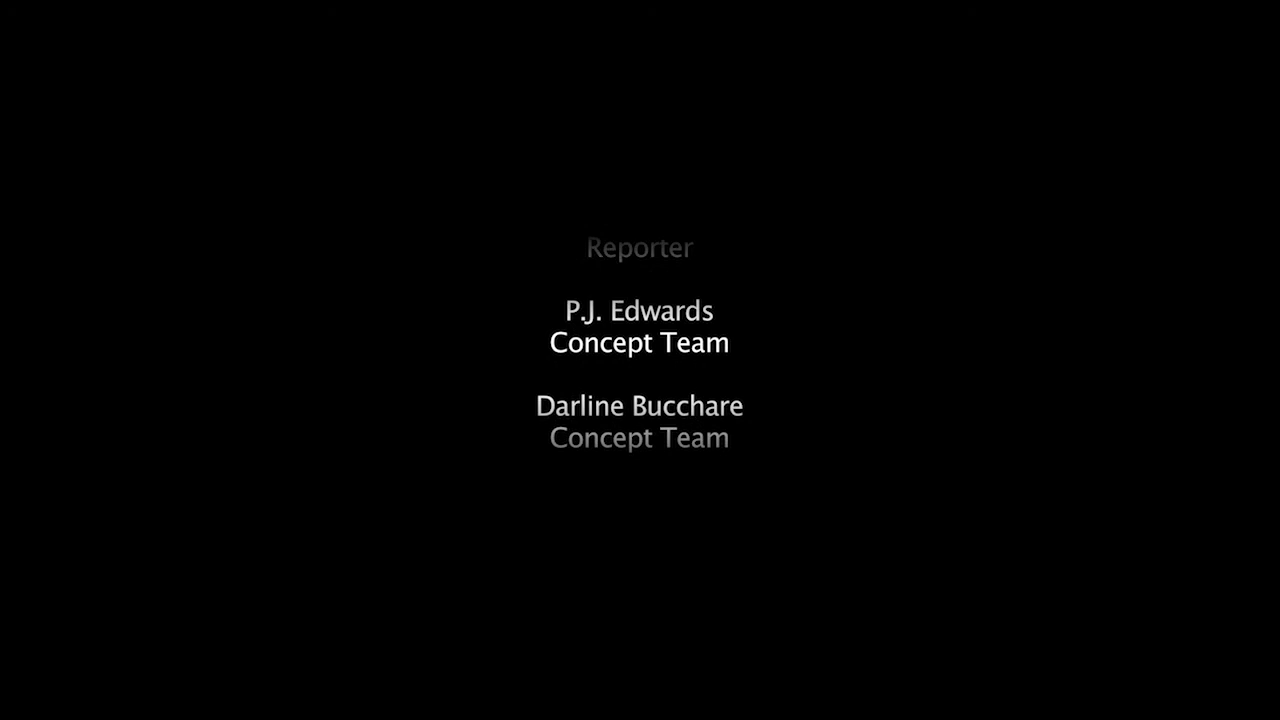 Reporter
P.J. Edwards
Concept Team
Darline Bucchare
Concept Team